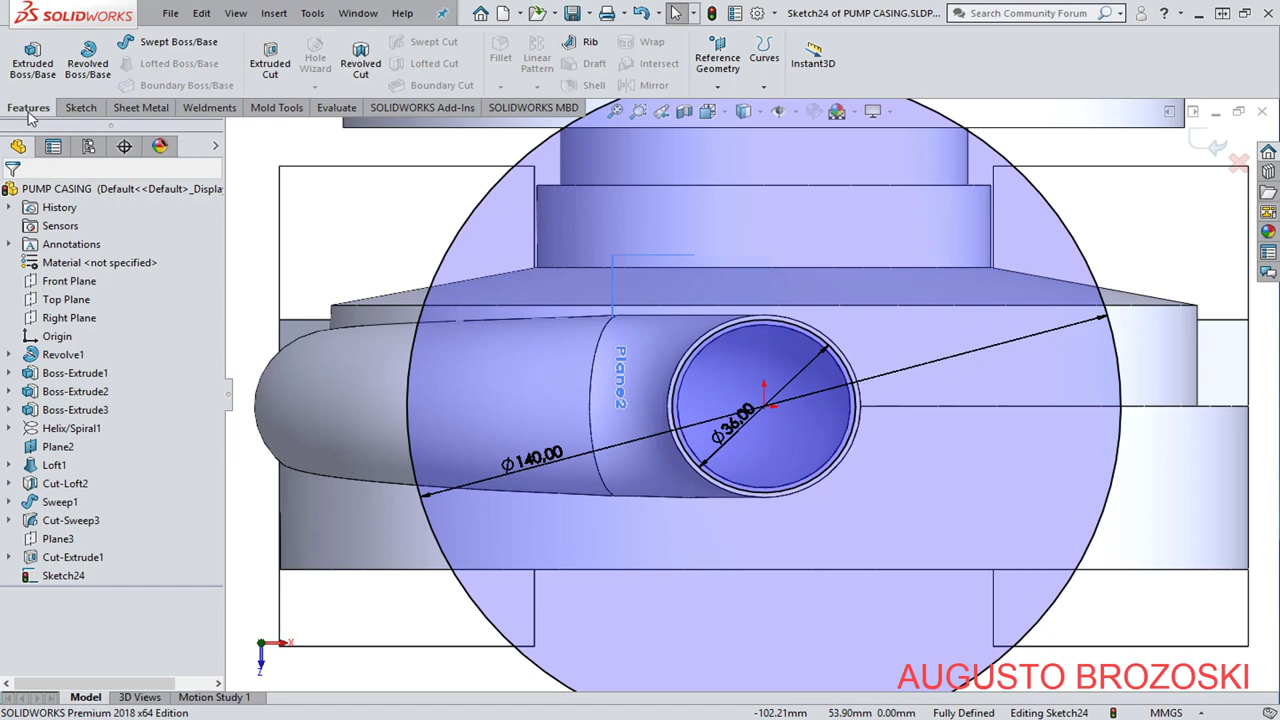 SOLIDWORKS File Edit View Insert Tools Window Help Sketch24 of PUMP CASING.SLDP... Search Community Forum
Extruded Boss/Base
Revolved Boss/Base
Swept Boss/Base
Lofted Boss/Base
Boundary Boss/Base
Extruded Cut
Hole Wizard
Revolved Cut
Swept Cut
Lofted Cut
Boundary Cut
Fillet
Linear Pattern
Rib
Draft
Shell
Wrap
Intersect
Mirror
Reference Geometry
Curves
Instant3D
Features Sketch Sheet Metal Weldments Mold Tools Evaluate SOLIDWORKS Add-Ins SOLIDWORKS MBD
PUMP CASING (Default<<Default>_Displa
History
Sensors
Annotations
Material <not specified>
Front Plane
Top Plane
Right Plane
Origin
Revolve1
Boss-Extrude1
Boss-Extrude2
Boss-Extrude3
Helix/Spiral1
Plane2
Loft1
Cut-Loft2
Sweep1
Cut-Sweep3
Plane3
Cut-Extrude1
Sketch24
Plane2
Ø36,00
Ø140,00
X
Z
AUGUSTO BROZOSKI
Model 3D Views Motion Study 1
SOLIDWORKS Premium 2018 x64 Edition -102.21mm 53.90mm 0.00mm Fully Defined Editing Sketch24 MMGS